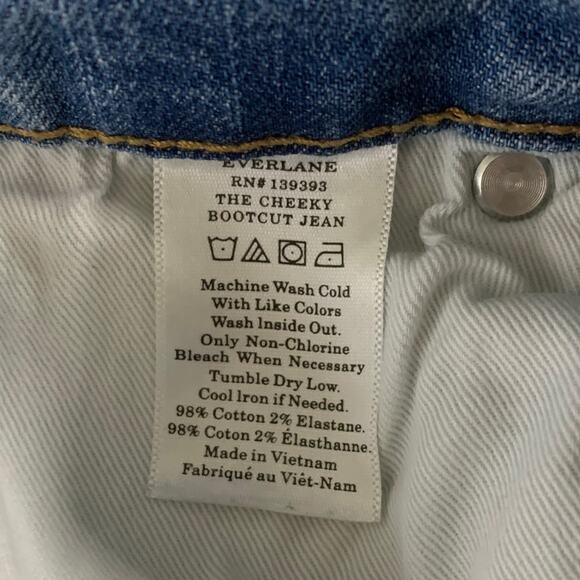 EVERLANE
RN# 139393
THE CHEEKY
BOOTCUT JEAN
Machine Wash Cold
With Like Colors
Wash Inside Out.
Only Non-Chlorine
Bleach When Necessary
Tumble Dry Low.
Cool Iron if Needed.
98% Cotton 2% Elastane.
98% Coton 2% Élasthanne.
Made in Vietnam
Fabriqué au Viêt-Nam